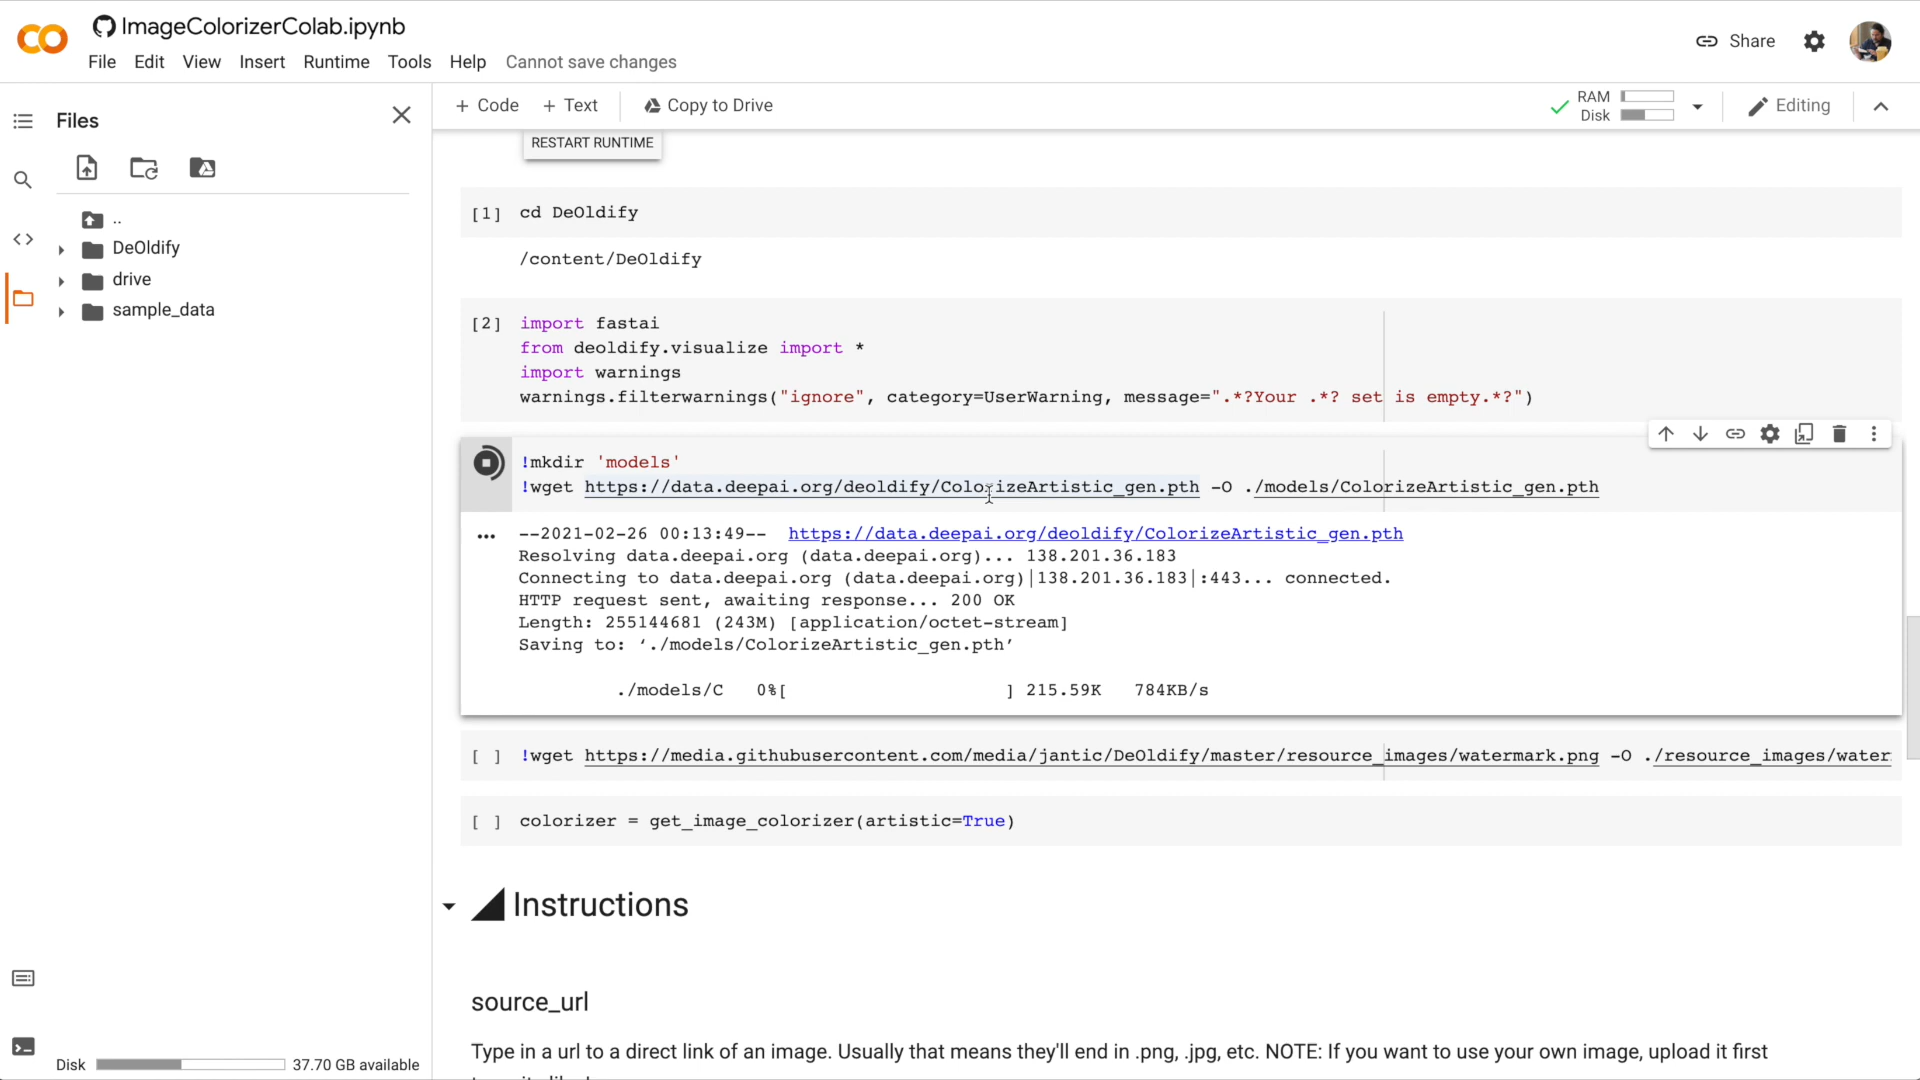 ImageColorizerColab.ipynb
File Edit View Insert Runtime Tools Help Cannot save changes
Share
Files
+ Code + Text Copy to Drive
RAM
Disk
Editing
RESTART RUNTIME
..
DeOldify
drive
sample_data
[1] cd DeOldify
/content/DeOldify
[2] import fastai
from deoldify.visualize import *
import warnings
warnings.filterwarnings("ignore", category=UserWarning, message=".*?Your .*? set is empty.*?")
!mkdir 'models'
!wget https://data.deepai.org/deoldify/ColorizeArtistic_gen.pth -O ./models/ColorizeArtistic_gen.pth
--2021-02-26 00:13:49-- https://data.deepai.org/deoldify/ColorizeArtistic_gen.pth
Resolving data.deepai.org (data.deepai.org)... 138.201.36.183
Connecting to data.deepai.org (data.deepai.org)|138.201.36.183|:443... connected.
HTTP request sent, awaiting response... 200 OK
Length: 255144681 (243M) [application/octet-stream]
Saving to: ‘./models/ColorizeArtistic_gen.pth’
./models/C 0%[ ] 215.59K 784KB/s
[ ] !wget https://media.githubusercontent.com/media/jantic/DeOldify/master/resource_images/watermark.png -O ./resource_images/water
[ ] colorizer = get_image_colorizer(artistic=True)
Instructions
source_url
Type in a url to a direct link of an image. Usually that means they'll end in .png, .jpg, etc. NOTE: If you want to use your own image, upload it first
Disk 37.70 GB available